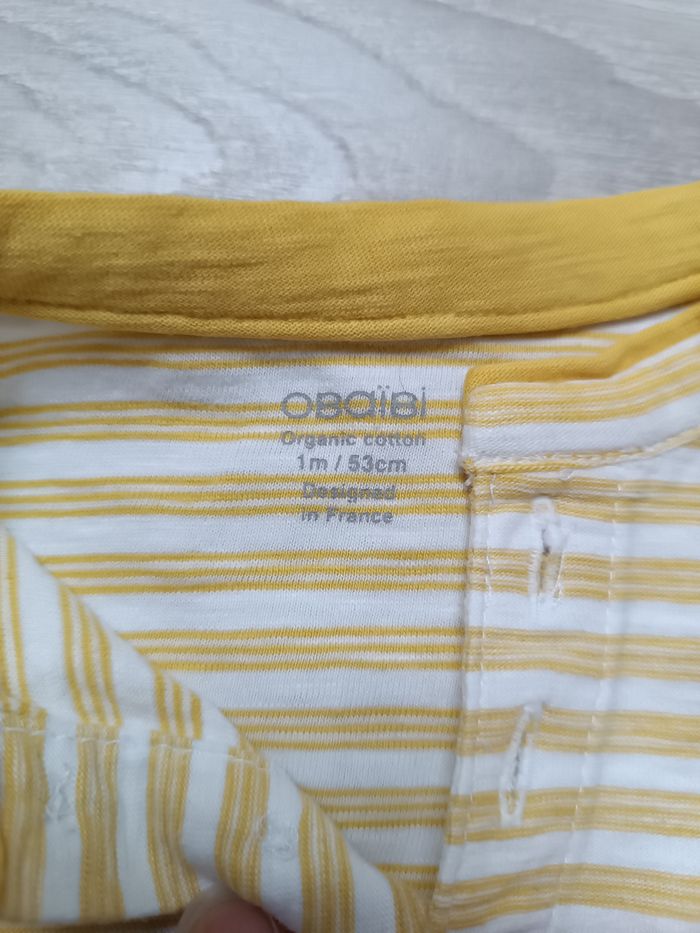 OBaïBi
Organic cotton
1m / 53cm
Designed
in France